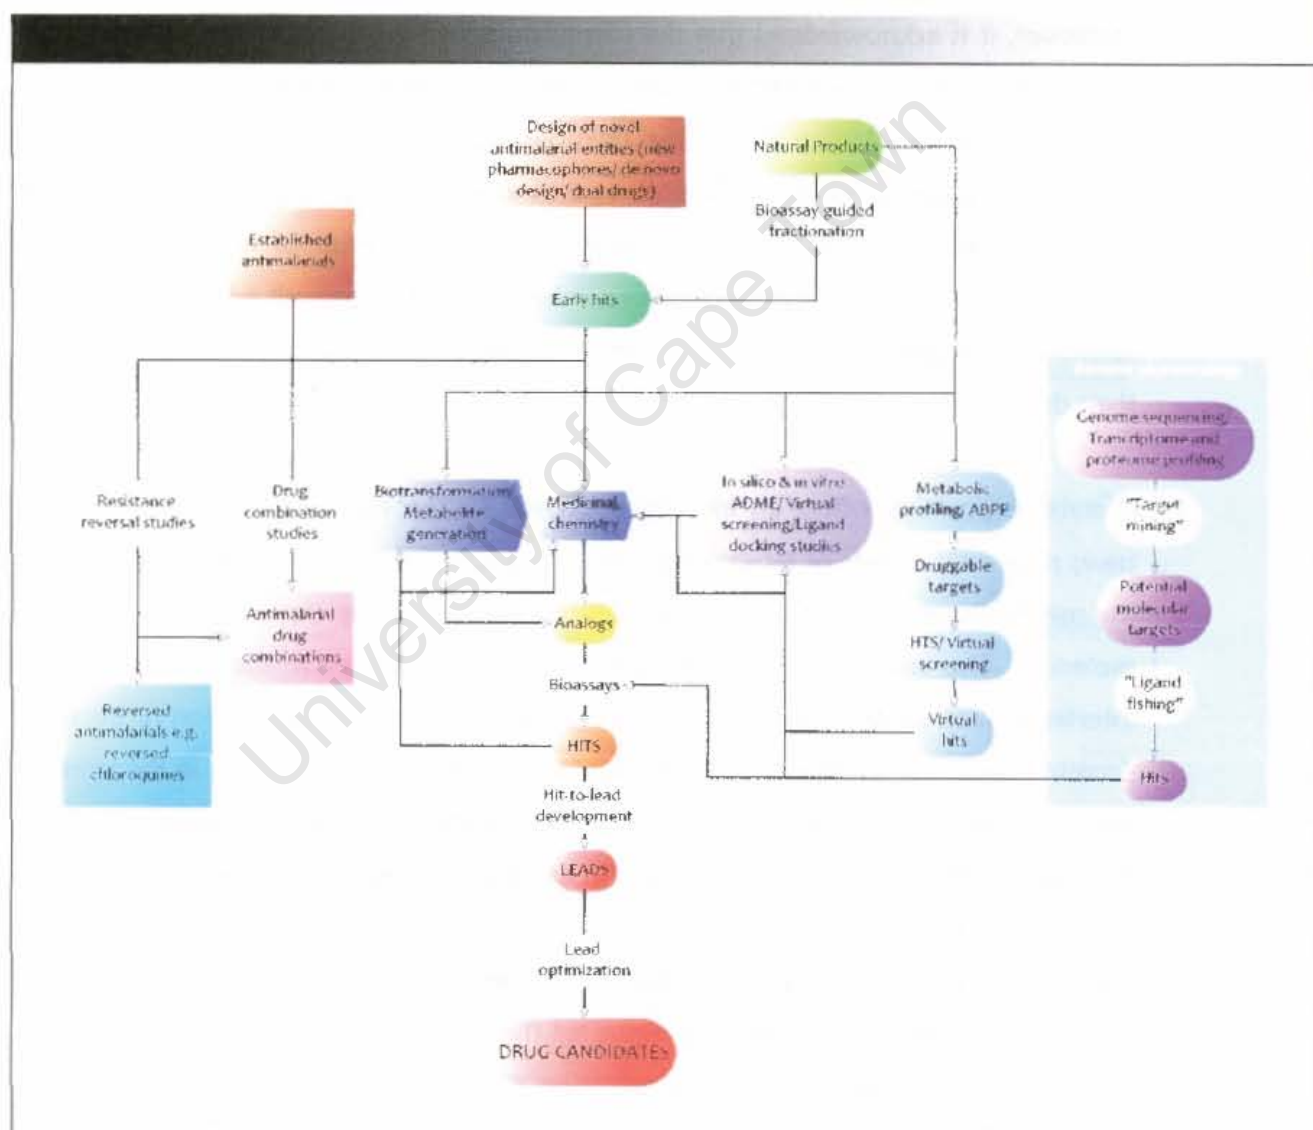 Design of novel
antimalarial entities (new
pharmacophores/ de novo
design/ dual drugs)
Natural Products
Bioassay guided
fractionation
Established
antimalarials
Early hits
Genome sequencing,
Trancriptome and
proteome profiling
Resistance
reversal studies
Drug
combination
studies
Biotransformation/
Metabolite
generation
Medicinal
chemistry
In silico & in vitro
ADME/ Virtual
screening/Ligand
docking studies
Metabolic
profiling/ ABPP
"Target
mining"
Druggable
targets
Potential
molecular
targets
Antimalarial
drug
combinations
Analogs
HTS/ Virtual
screening
Bioassays
"Ligand
fishing"
Reversed
antimalarials e.g.
reversed
chloroquines
Virtual
hits
HITS
Hits
Hit-to-lead
development
LEADS
Lead
optimization
DRUG CANDIDATES
University of Cape Town